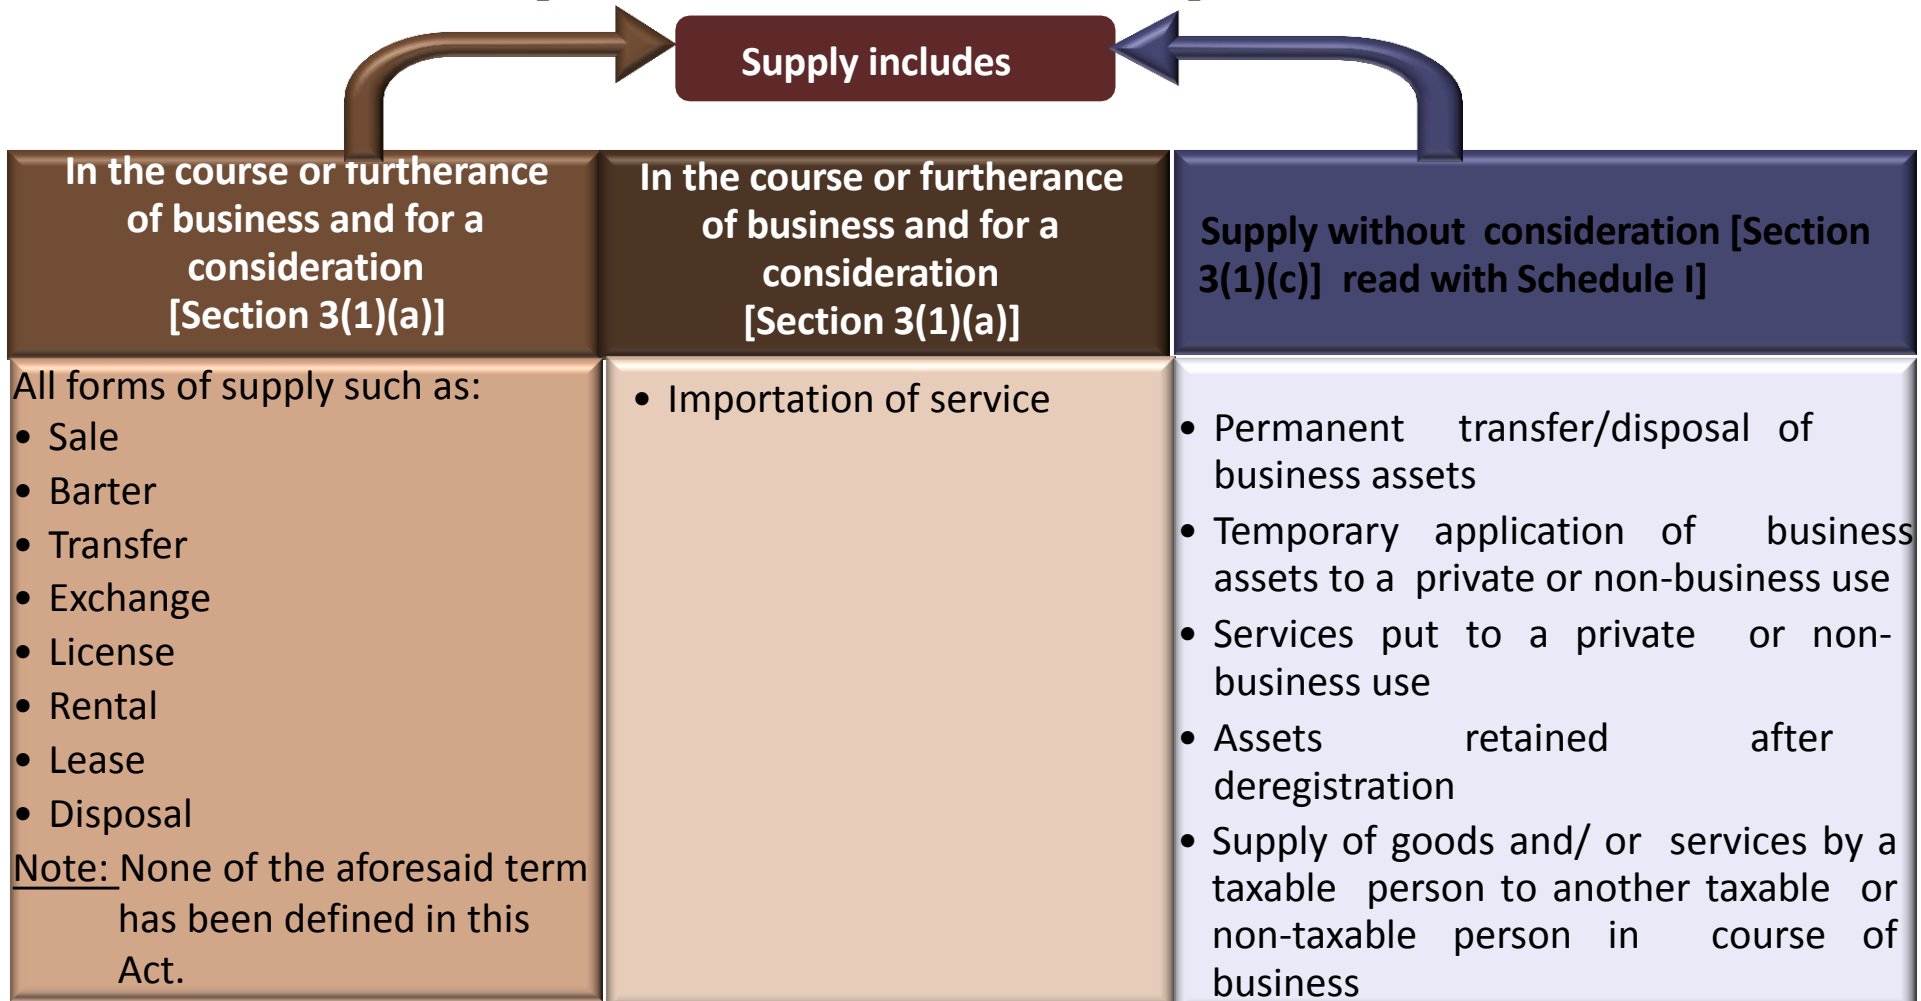 Supply includes
In the course or furtherance
of business and for a
consideration
[Section 3(1)(a)]
In the course or furtherance
of business and for a
consideration
[Section 3(1)(a)]
Supply without consideration [Section
3(1)(c)] read with Schedule I]
All forms of supply such as:
• Sale
• Barter
• Transfer
• Exchange
• License
• Rental
• Lease
• Disposal
Note: None of the aforesaid term
has been defined in this
Act.
• Importation of service
• Permanent transfer/disposal of
business assets
• Temporary application of business
assets to a private or non-business use
• Services put to a private or non-
business use
• Assets retained after
deregistration
• Supply of goods and/ or services by a
taxable person to another taxable or
non-taxable person in course of
business